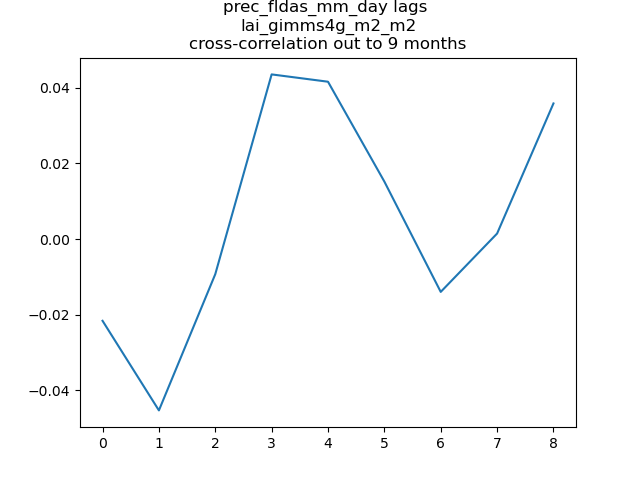 prec_fldas_mm_day lags
lai_gimms4g_m2_m2
cross-correlation out to 9 months
0.04
0.02
0.00
−0.02
−0.04
0 1 2 3 4 5 6 7 8